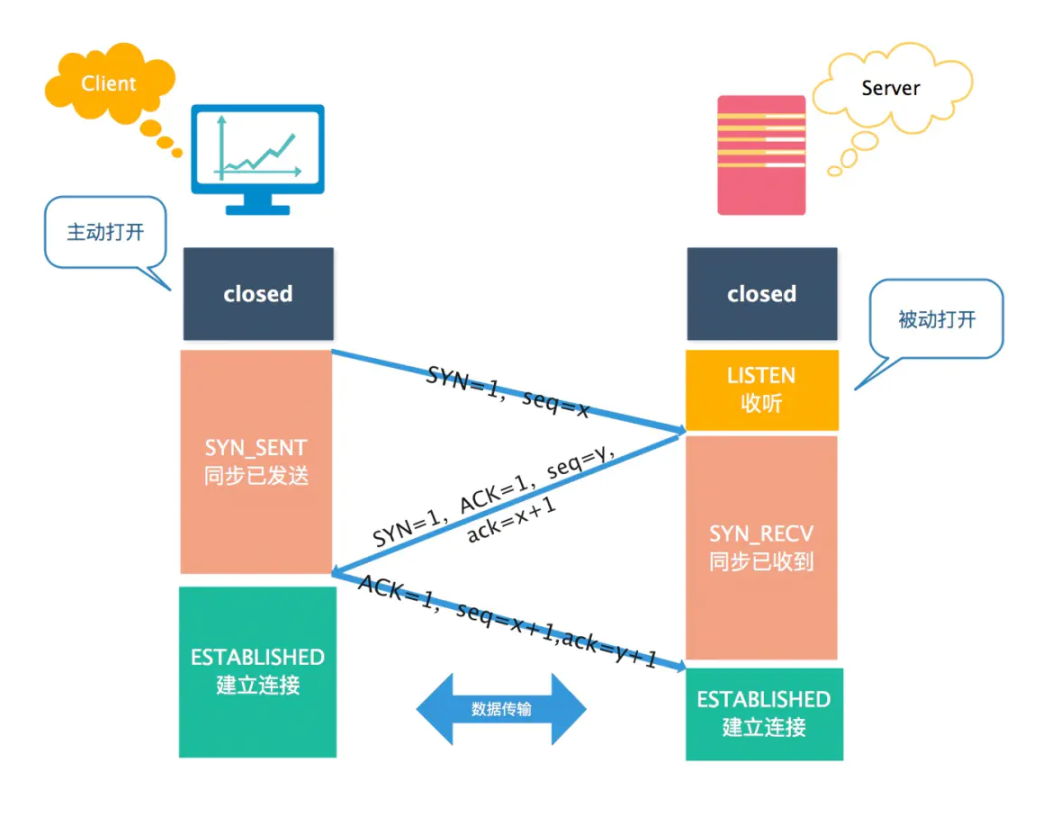 Client
Server
主动打开
closed
closed
被动打开
LISTEN
收听
SYN=1, seq=x
SYN_SENT
同步已发送
SYN=1, ACK=1, seq=y,
ack=x+1
SYN_RECV
同步已收到
ACK=1, seq=x+1,ack=y+1
ESTABLISHED
建立连接
数据传输
ESTABLISHED
建立连接